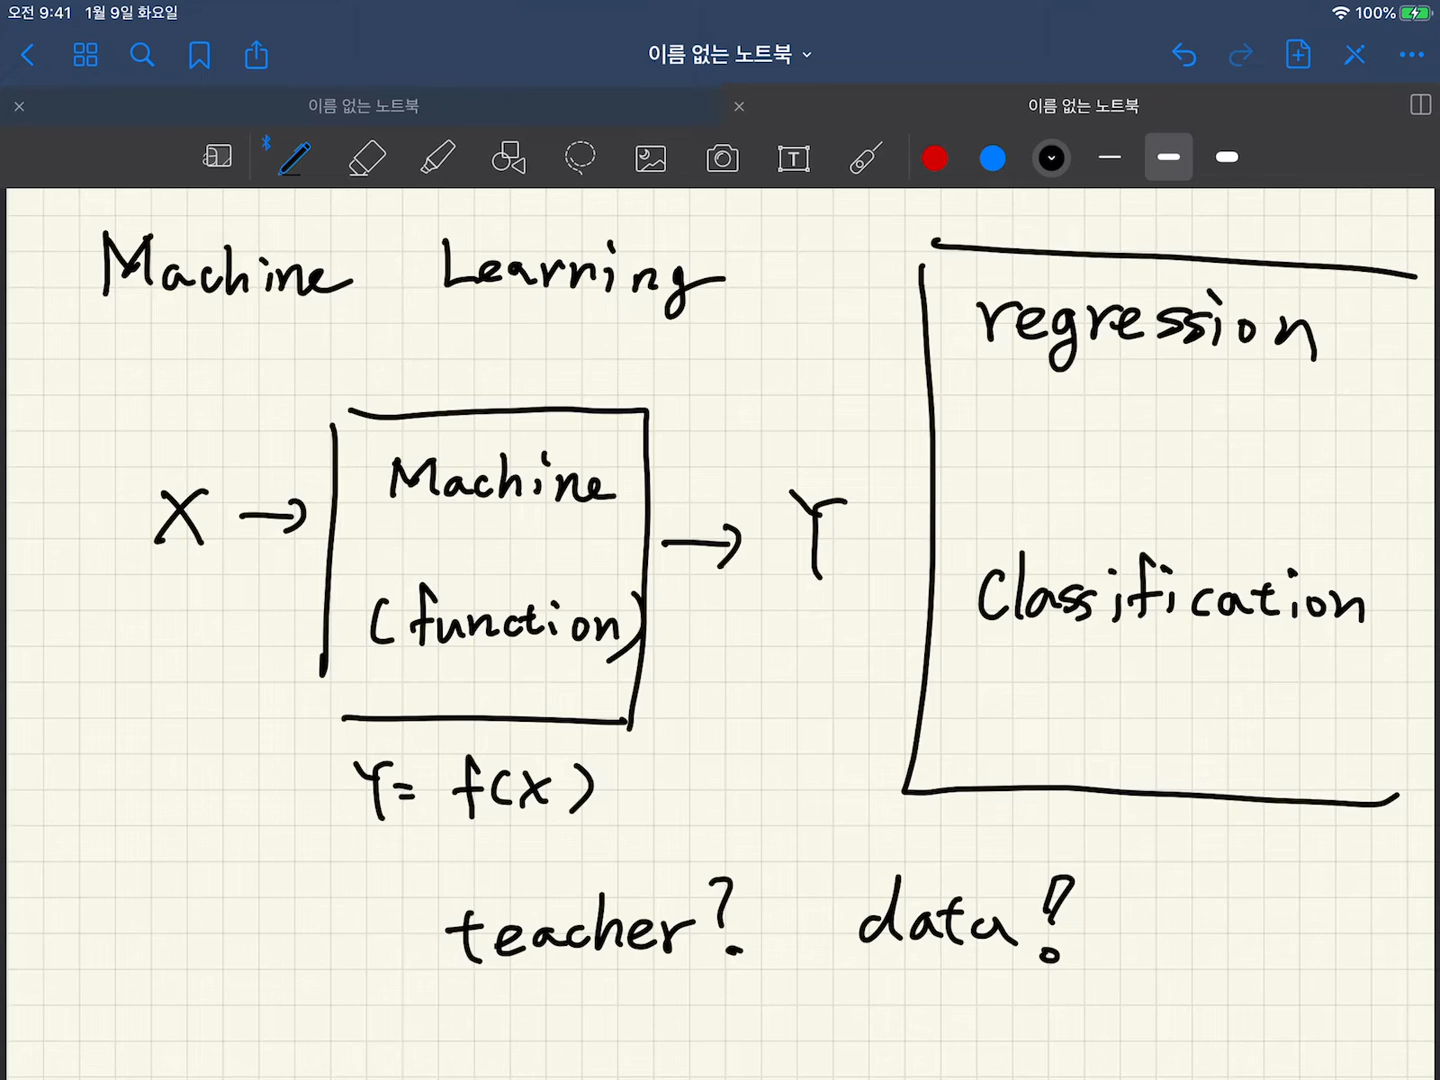 오전 9:41 1월 9일 화요일
100%
이름 없는 노트북
이름 없는 노트북
이름 없는 노트북
T
Machine Learning
X → Machine → Y
(function)
Y = f(X)
regression
Classification
teacher? data!